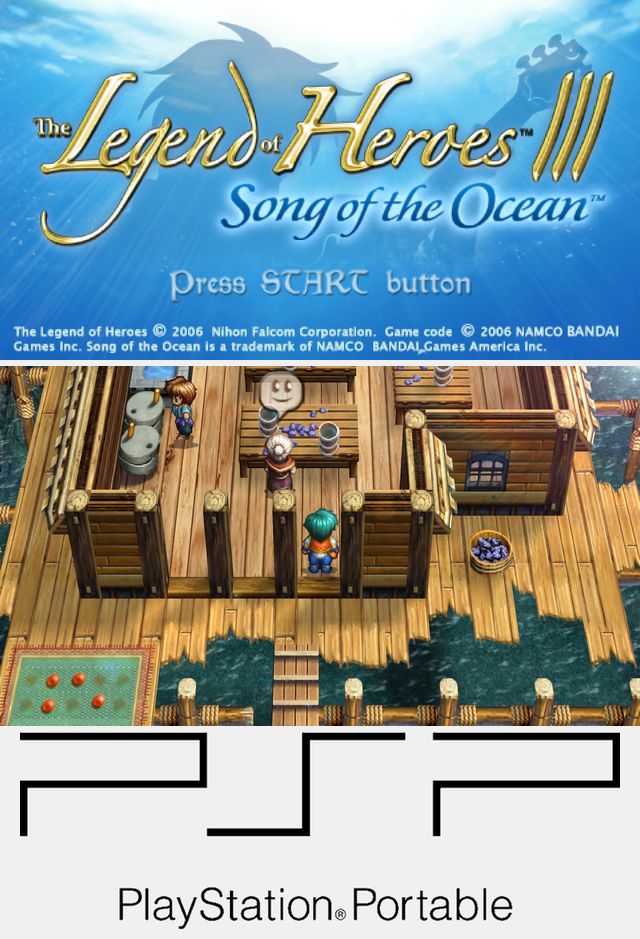 The Legend of Heroes™ III
Song of the Ocean™
Press START button
The Legend of Heroes © 2006 Nihon Falcom Corporation. Game code © 2006 NAMCO BANDAI
Games Inc. Song of the Ocean is a trademark of NAMCO BANDAI Games America Inc.
PSP
PlayStation®Portable